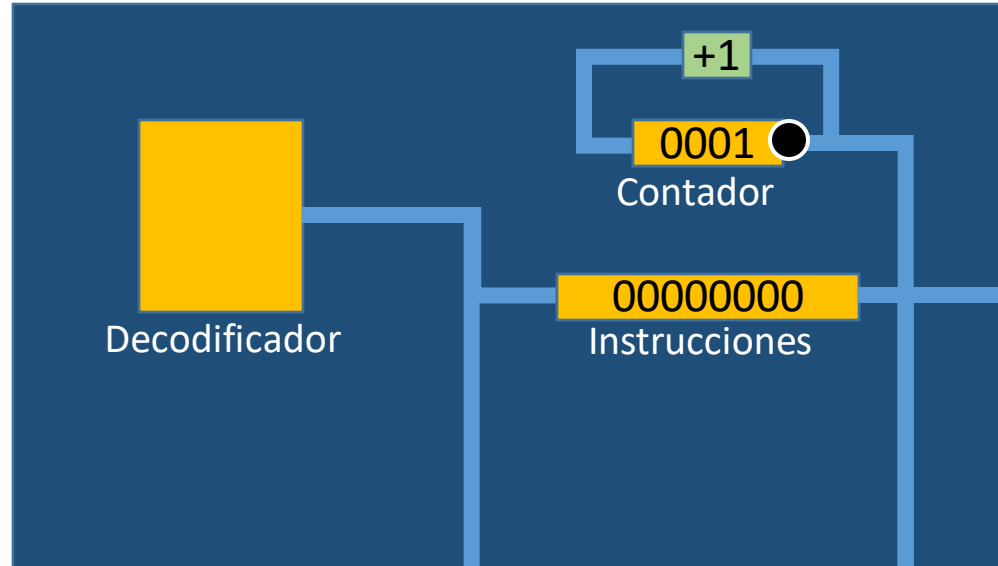 +1
0001
Contador
00000000
Instrucciones
Decodificador